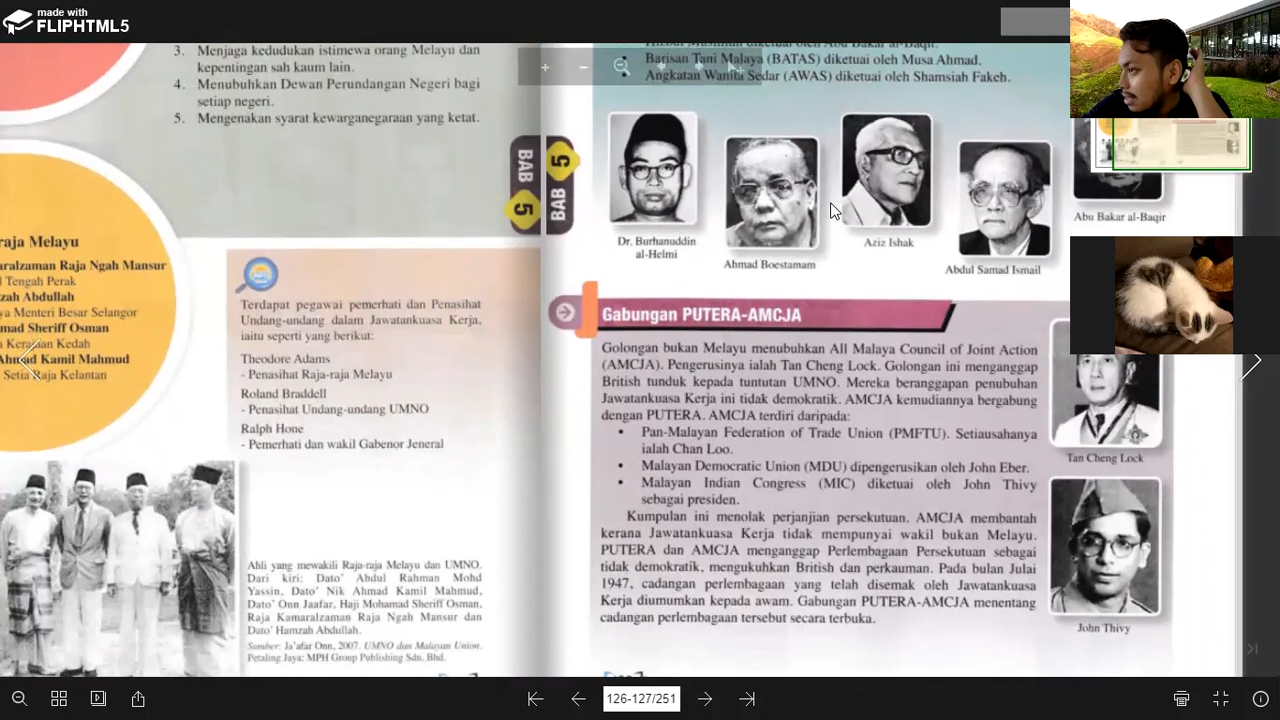 made with
FLIPHTML5
3. Menjaga kedudukan istimewa orang Melayu dan
kepentingan sah kaum lain.
4. Menubuhkan Dewan Perundangan Negeri bagi
setiap negeri.
5. Mengenakan syarat kewarganegaraan yang ketat.
BAB 5
raja Melayu
aralzaman Raja Ngah Mansur
Tengah Perak
zah Abdullah
ya Menteri Besar Selangor
mad Sheriff Osman
Kerajaan Kedah
Ahmad Kamil Mahmud
Setia Raja Kelantan
Terdapat pegawai pemerhati dan Penasihat
Undang-undang dalam Jawatankuasa Kerja,
iaitu seperti yang berikut:
Theodore Adams
- Penasihat Raja-raja Melayu
Roland Braddell
- Penasihat Undang-undang UMNO
Ralph Hone
- Pemerhati dan wakil Gabenor Jeneral
Ahli yang mewakili Raja-raja Melayu dan UMNO.
Dari kiri: Dato' Abdul Rahman Mohd
Yassin, Dato' Nik Ahmad Kamil Mahmud,
Dato' Onn Jaafar, Haji Mohamad Sheriff Osman,
Raja Kamaralzaman Raja Ngah Mansur dan
Dato' Hamzah Abdullah.
Sumber: Ja'afar Onn, 2007. UMNO dan Malayan Union.
Petaling Jaya: MPH Group Publishing Sdn. Bhd.
BAB 5
Hizbul Muslimin diketuai oleh Abu Bakar al-Baqir.
• Barisan Tani Malaya (BATAS) diketuai oleh Musa Ahmad.
• Angkatan Wanita Sedar (AWAS) diketuai oleh Shamsiah Fakeh.
Dr. Burhanuddin
al-Helmi
Ahmad Boestamam
Aziz Ishak
Abdul Samad Ismail
Abu Bakar al-Baqir
Gabungan PUTERA-AMCJA
Golongan bukan Melayu menubuhkan All Malaya Council of Joint Action
(AMCJA). Pengerusinya ialah Tan Cheng Lock. Golongan ini menganggap
British tunduk kepada tuntutan UMNO. Mereka beranggapan penubuhan
Jawatankuasa Kerja ini tidak demokratik. AMCJA kemudiannya bergabung
dengan PUTERA. AMCJA terdiri daripada:
• Pan-Malayan Federation of Trade Union (PMFTU). Setiausahanya
ialah Chan Loo.
• Malayan Democratic Union (MDU) dipengerusikan oleh John Eber.
• Malayan Indian Congress (MIC) diketuai oleh John Thivy
sebagai presiden.
Kumpulan ini menolak perjanjian persekutuan. AMCJA membantah
kerana Jawatankuasa Kerja tidak mempunyai wakil bukan Melayu.
PUTERA dan AMCJA menganggap Perlembagaan Persekutuan sebagai
tidak demokratik, mengukuhkan British dan perkauman. Pada bulan Julai
1947, cadangan perlembagaan yang telah disemak oleh Jawatankuasa
Kerja diumumkan kepada awam. Gabungan PUTERA-AMCJA menentang
cadangan perlembagaan tersebut secara terbuka.
Tan Cheng Lock
John Thivy
126-127/251